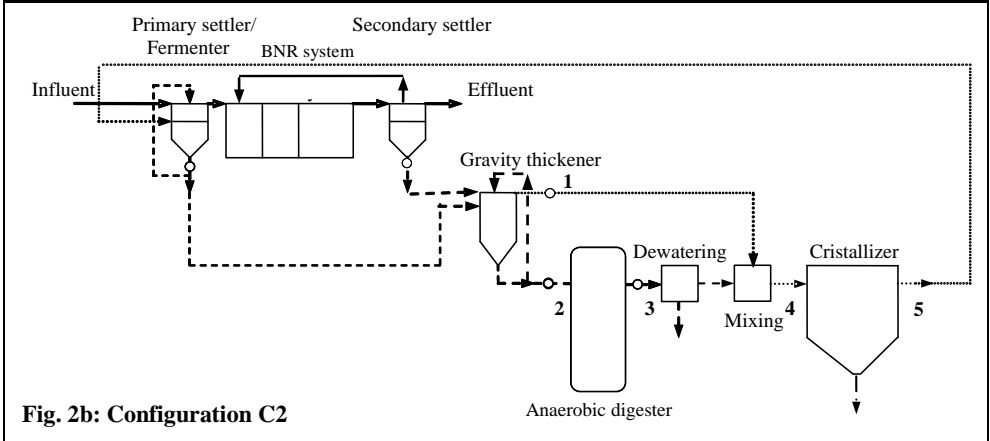 Primary settler/
Fermenter
Secondary settler
BNR system
Influent
Effluent
Gravity thickener
1
Dewatering
Cristallizer
2
3
Mixing
4
5
Anaerobic digester
Fig. 2b: Configuration C2